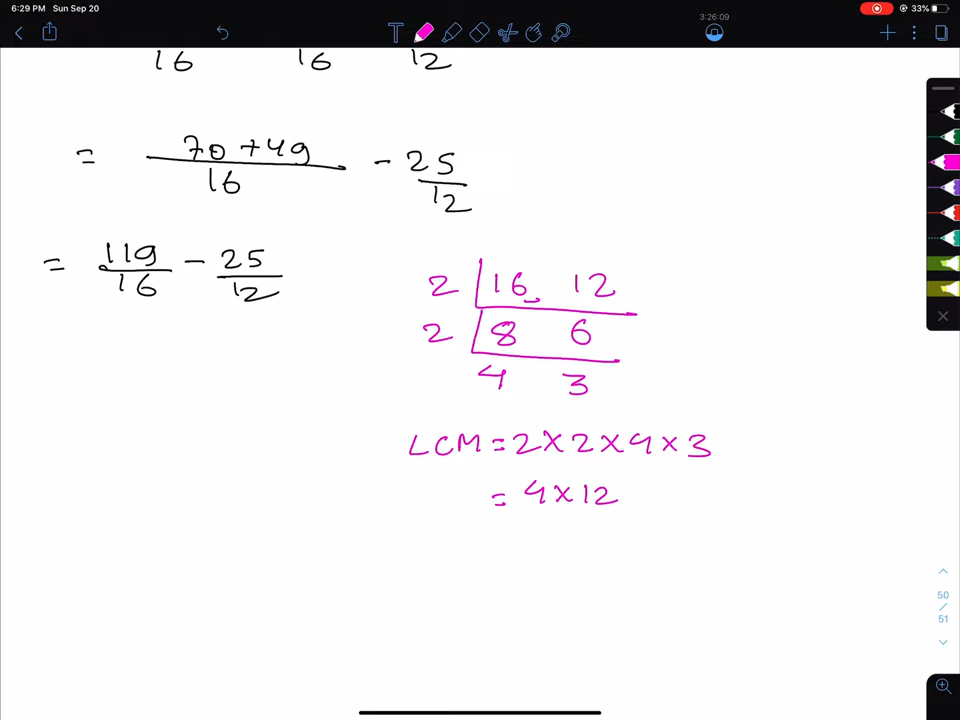 6:29 PM Sun Sep 20
3:26:09
33%
16 16 12
= 70 + 49 / 16 - 25 / 12
= 119 / 16 - 25 / 12
2 | 16 12
2 | 8 6
4 3
LCM = 2 × 2 × 4 × 3
= 4 × 12
50
/
51